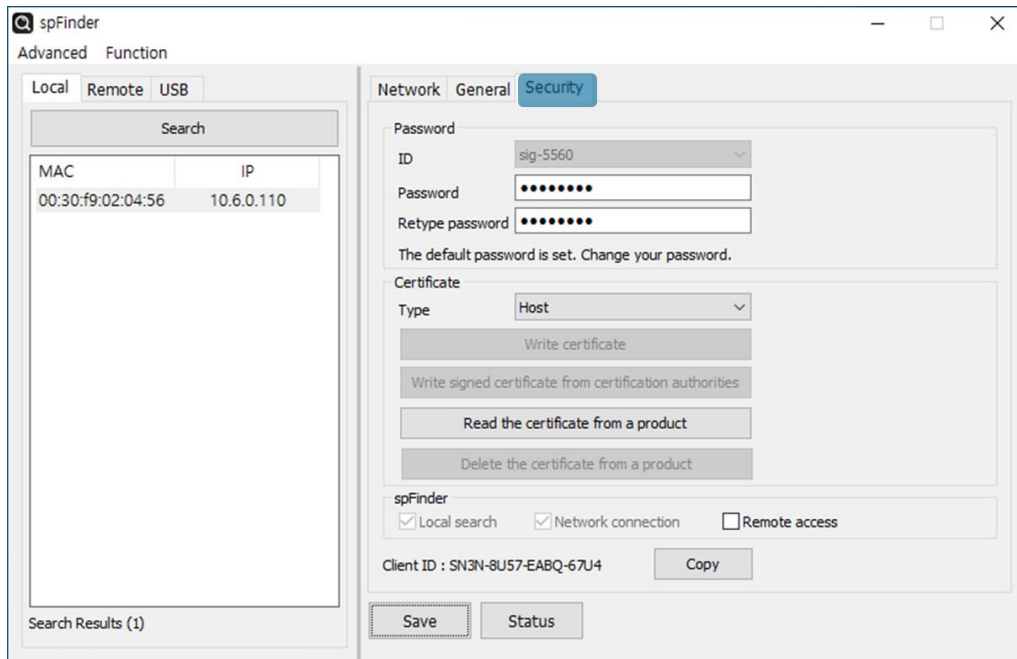 spFinder
Advanced Function
Local Remote USB
Search
MAC IP
00:30:f9:02:04:56 10.6.0.110
Search Results (1)
Network General Security
Password
ID sig-5560
Password ●●●●●●●●
Retype password ●●●●●●●●
The default password is set. Change your password.
Certificate
Type Host
Write certificate
Write signed certificate from certification authorities
Read the certificate from a product
Delete the certificate from a product
spFinder
Local search Network connection Remote access
Client ID : SN3N-8U57-EABQ-67U4 Copy
Save Status